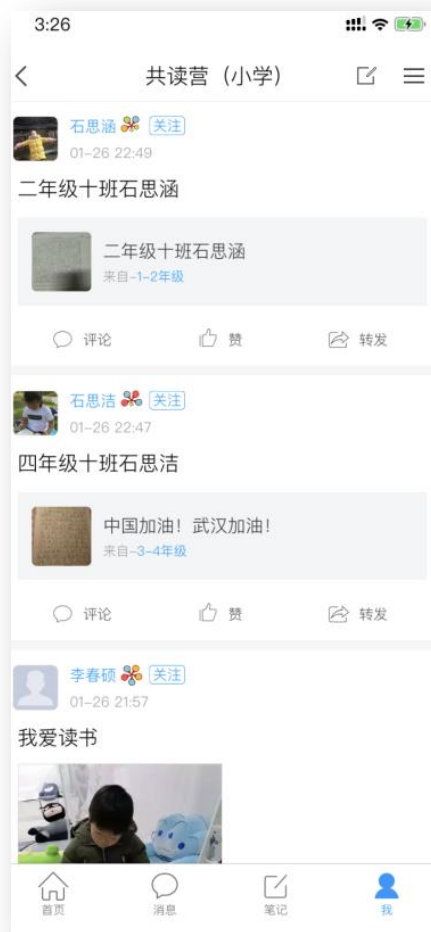 3:26
共读营（小学）
石思涵 关注
01-26 22:49
二年级十班石思涵
二年级十班石思涵
来自-1-2年级
评论 赞 转发
石思洁 关注
01-26 22:47
四年级十班石思洁
中国加油！武汉加油！
来自-3-4年级
评论 赞 转发
李春硕 关注
01-26 21:57
我爱读书
首页 消息 笔记 我